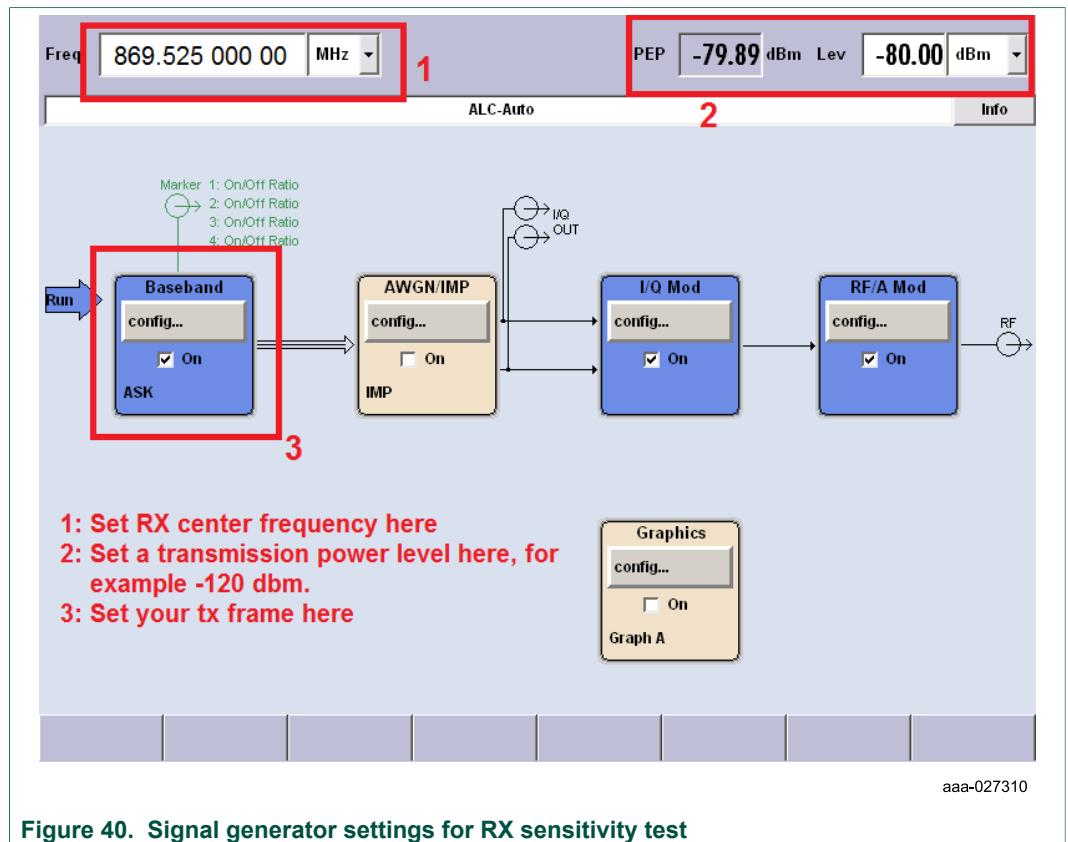 Freq 869.525 000 00 MHz 1 PEP -79.89 dBm Lev -80.00 dBm
ALC-Auto 2 Info
Marker 1: On/Off Ratio
2: On/Off Ratio
3: On/Off Ratio
4: On/Off Ratio
I/Q
OUT
Run
Baseband
config...
On
ASK
3
AWGN/IMP
config...
On
IMP
I/Q Mod
config...
On
RF/A Mod
config...
On
RF
1: Set RX center frequency here
2: Set a transmission power level here, for
example -120 dbm.
3: Set your tx frame here
Graphics
config...
On
Graph A
aaa-027310
Figure 40. Signal generator settings for RX sensitivity test